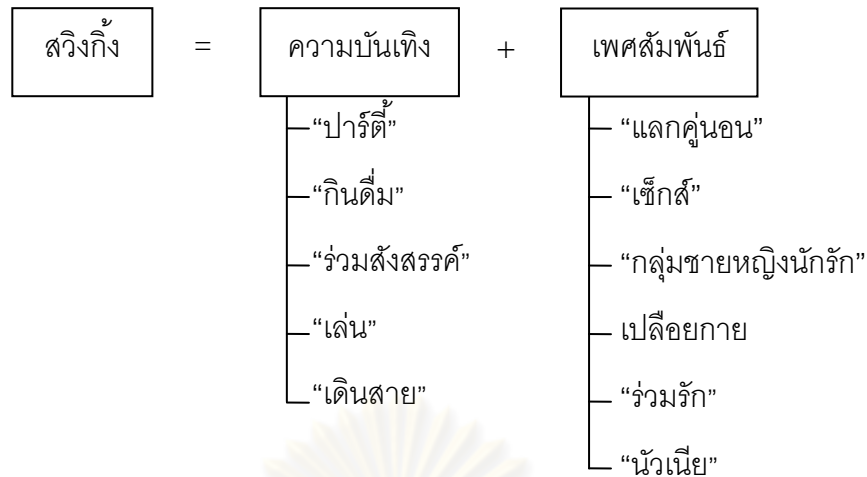 สวิงกิ้ง = ความบันเทิง + เพศสัมพันธ์
“ปาร์ตี้” “แลกคู่นอน”
“กินดื่ม” “เซ็กส์”
“ร่วมสังสรรค์” “กลุ่มชายหญิงนักรัก”
“เล่น” เปลือยกาย
“เดินสาย” “ร่วมรัก”
“นัวเนีย”